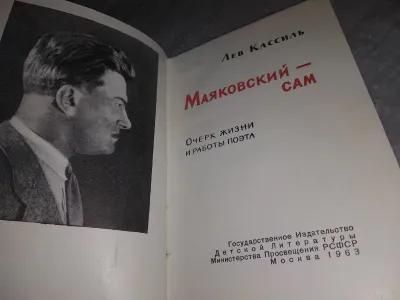 Лев Кассиль
Маяковский —
сам
Очерк жизни
и работы поэта
Государственное Издательство
Детской Литературы
Министерства Просвещения РСФСР
Москва 1963